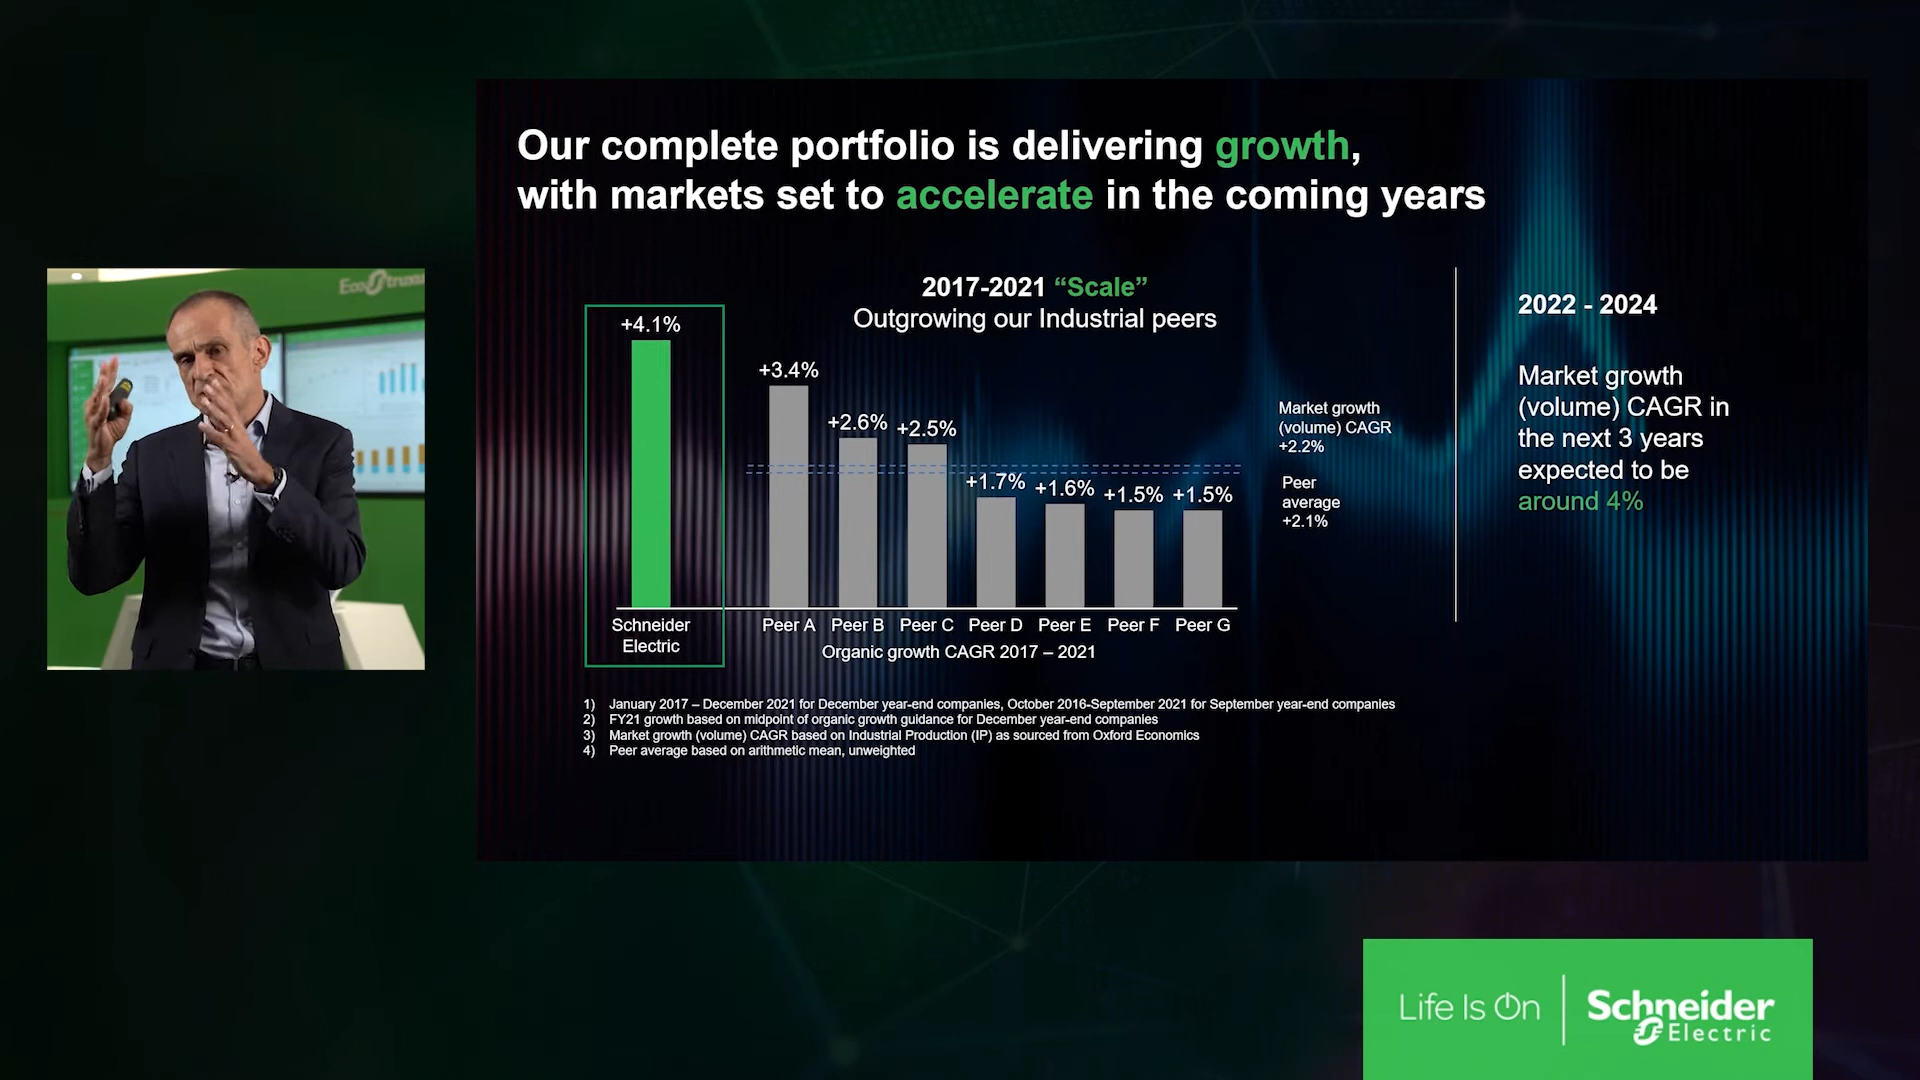 Our complete portfolio is delivering growth,
with markets set to accelerate in the coming years
2017-2021 “Scale”
Outgrowing our Industrial peers
+4.1%
+3.4%
+2.6%
+2.5%
+1.7%
+1.6%
+1.5%
+1.5%
Market growth
(volume) CAGR
+2.2%
Peer
average
+2.1%
Schneider
Electric
Peer A
Peer B
Peer C
Peer D
Peer E
Peer F
Peer G
Organic growth CAGR 2017 – 2021
2022 - 2024
Market growth
(volume) CAGR in
the next 3 years
expected to be
around 4%
1) January 2017 – December 2021 for December year-end companies, October 2016-September 2021 for September year-end companies
2) FY21 growth based on midpoint of organic growth guidance for December year-end companies
3) Market growth (volume) CAGR based on Industrial Production (IP) as sourced from Oxford Economics
4) Peer average based on arithmetic mean, unweighted
Life Is On
Schneider
Electric